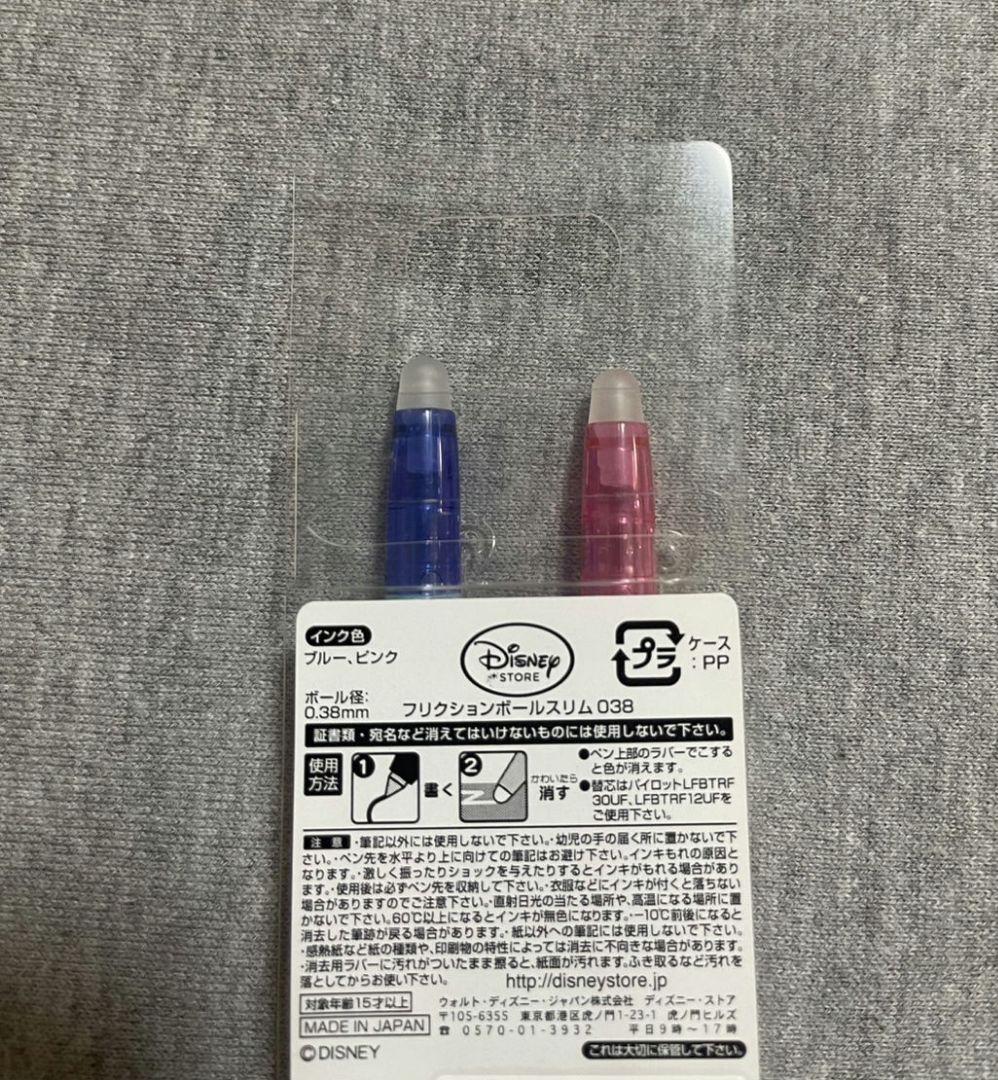 インク色
ブルー、ピンク
DISNEY
STORE
プラ
ケース
:PP
ボール径:
0.38mm
フリクションボールスリム038
証書類・宛名など消えてはいけないものには使用しないで下さい。
使用
方法
1
書く
2
かわいたら
消す
●ペン上部のラバーでこする
と色が消えます。
●替芯はパイロットLFBTRF
30UF、LFBTRF12UFを
ご使用下さい。
注意 ・筆記以外には使用しないで下さい。・幼児の手の届く所に置かないで下
さい。・ペン先を水平より上に向けての筆記はお避け下さい。インキもれの原因と
なります。・激しく振ったりショックを与えたりするとインキがもれる場合があり
ます。・使用後は必ずペン先を収納して下さい。・衣服などにインキが付くと落ちない
場合がありますのでご注意下さい。・直射日光の当たる場所や、高温になる場所に置
かないで下さい。60℃以上になるとインキが無色になります。・−10℃前後になると
消去した筆跡が戻る場合があります。・紙以外への筆記には使用しないで下さい。
・感熱紙など紙の種類や、印刷物の特性によっては消去に不向きな場合があります。
・消去用ラバーに汚れがついたまま擦ると、紙面が汚れます。ふき取るなど汚れを
落としてからお使い下さい。
http://disneystore.jp
対象年齢15才以上
MADE IN JAPAN
ウォルト・ディズニー・ジャパン株式会社 ディズニー・ストア
〒105-6355 東京都港区虎ノ門1-23-1 虎ノ門ヒルズ
☎ 0570-01-3932 平日9時〜17時
©DISNEY
これは大切に保管して下さい。